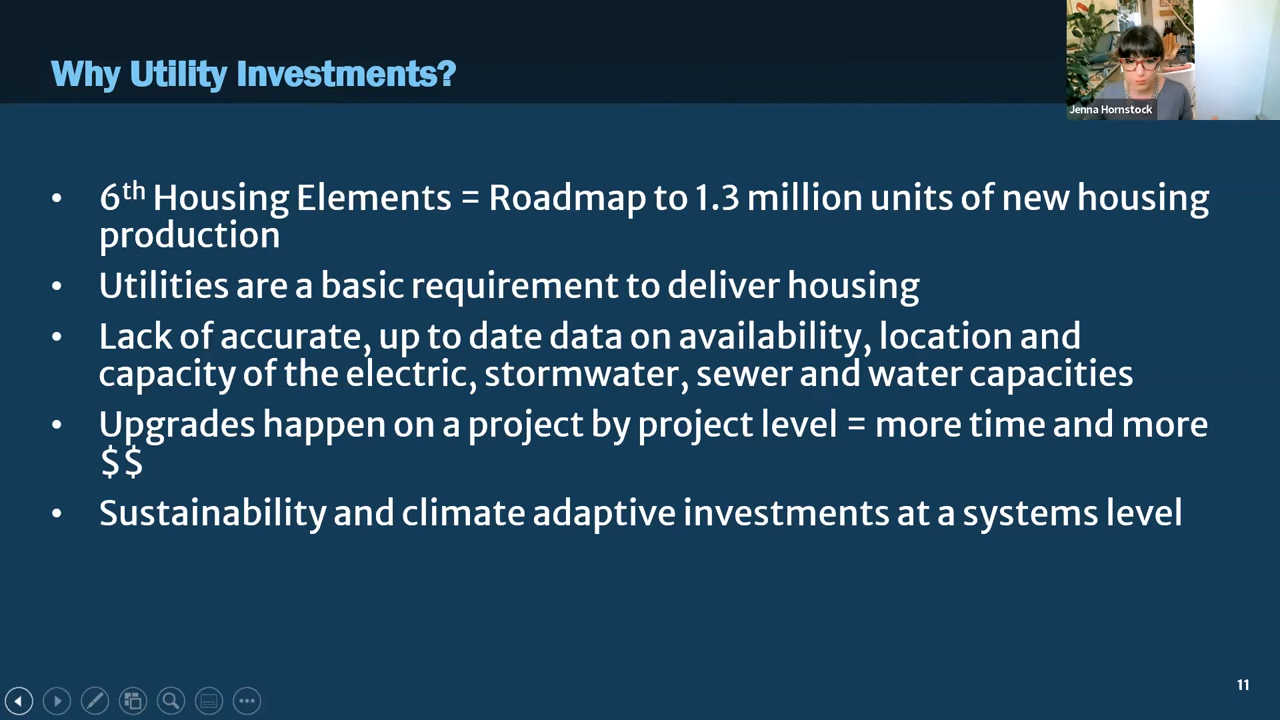 Why Utility Investments?
Jenna Hornstock
• 6th Housing Elements = Roadmap to 1.3 million units of new housing
production
• Utilities are a basic requirement to deliver housing
• Lack of accurate, up to date data on availability, location and
capacity of the electric, stormwater, sewer and water capacities
• Upgrades happen on a project by project level = more time and more
$$
• Sustainability and climate adaptive investments at a systems level
11